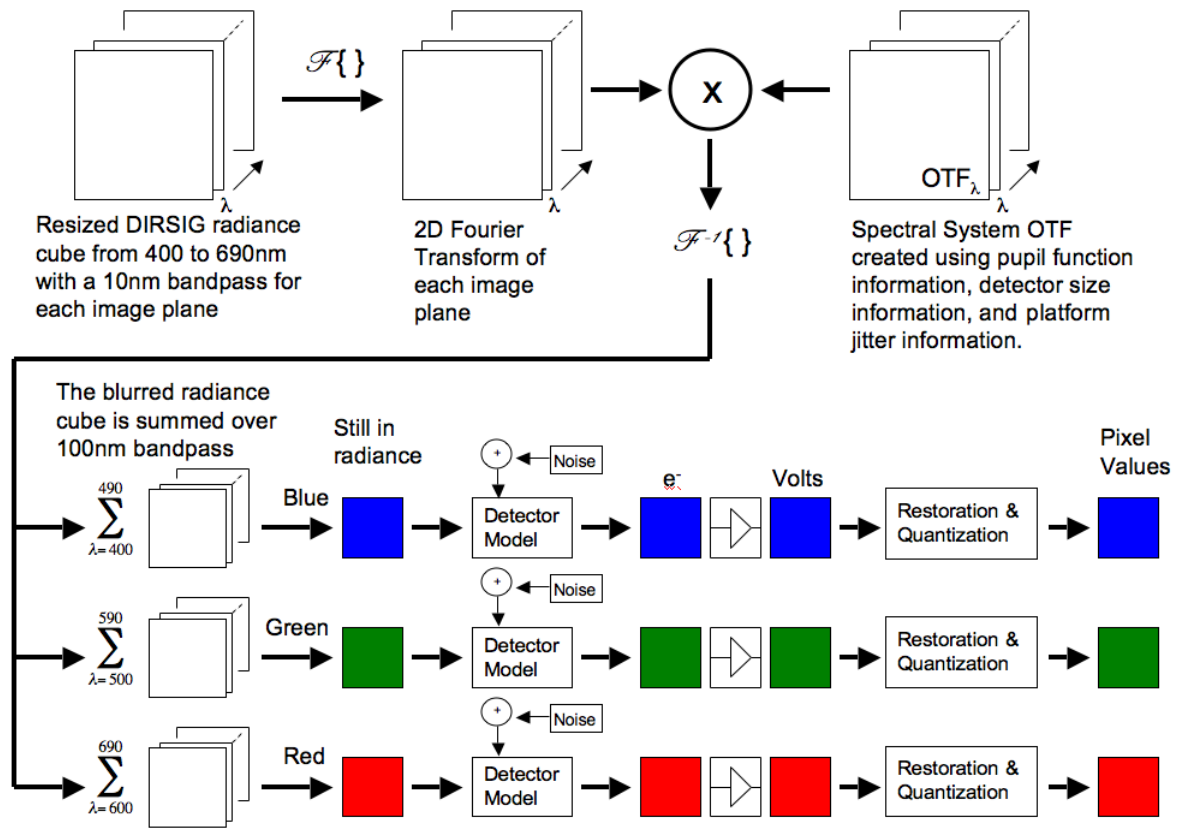 ℱ{ }
X
λ
λ
OTF_λ
λ
Resized DIRSIG radiance
cube from 400 to 690nm
with a 10nm bandpass for
each image plane
2D Fourier
Transform of
each image
plane
ℱ⁻¹{ }
Spectral System OTF
created using pupil function
information, detector size
information, and platform
jitter information.
The blurred radiance
cube is summed over
100nm bandpass
Still in
radiance
Pixel
Values
+
Noise
e⁻
Volts
490
∑
λ=400
Blue
Detector
Model
Restoration &
Quantization
+
Noise
590
∑
λ=500
Green
Detector
Model
Restoration &
Quantization
+
Noise
690
∑
λ=600
Red
Detector
Model
Restoration &
Quantization